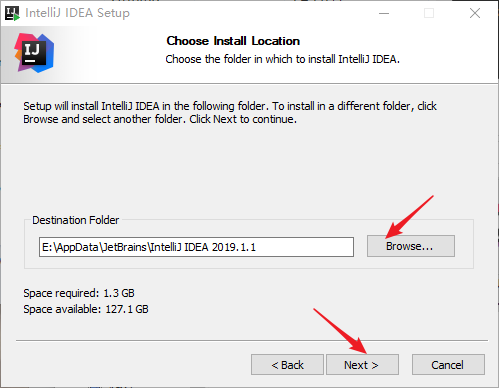 IntelliJ IDEA Setup
IJ
Choose Install Location
Choose the folder in which to install IntelliJ IDEA.
Setup will install IntelliJ IDEA in the following folder. To install in a different folder, click
Browse and select another folder. Click Next to continue.
Destination Folder
E:\AppData\JetBrains\IntelliJ IDEA 2019.1.1
Browse...
Space required: 1.3 GB
Space available: 127.1 GB
< Back
Next >
Cancel